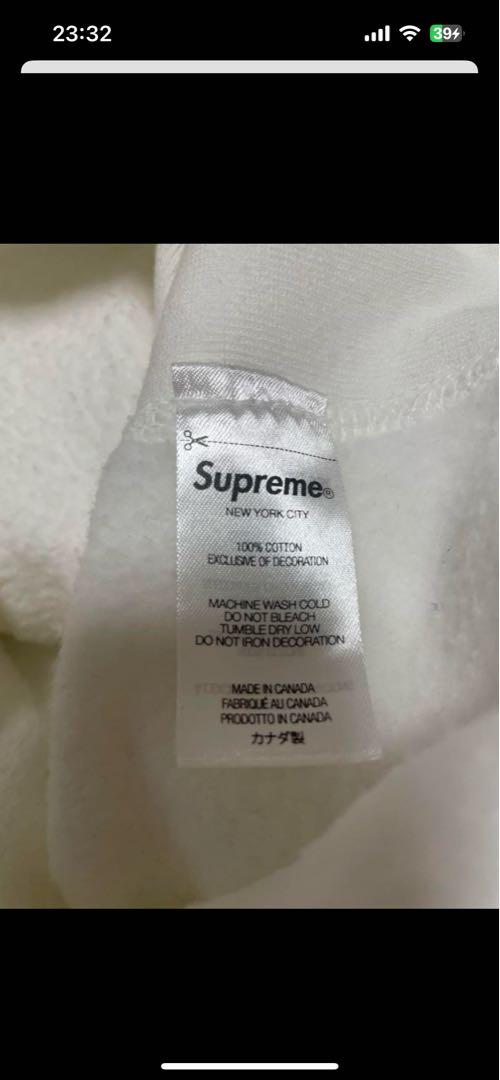 23:32
39
Supreme®
NEW YORK CITY
100% COTTON
EXCLUSIVE OF DECORATION
MACHINE WASH COLD
DO NOT BLEACH
TUMBLE DRY LOW
DO NOT IRON DECORATION
MADE IN CANADA
FABRIQUÉ AU CANADA
PRODOTTO IN CANADA
カナダ製